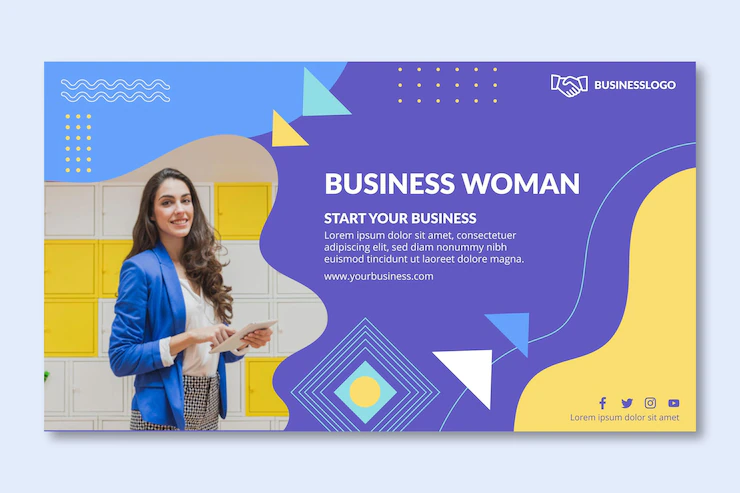 BUSINESSLOGO
BUSINESS WOMAN
START YOUR BUSINESS
Lorem ipsum dolor sit amet, consectetuer
adipiscing elit, sed diam nonummy nibh
euismod tincidunt ut laoreet dolore magna.
www.yourbusiness.com
Lorem ipsum dolor sit amet